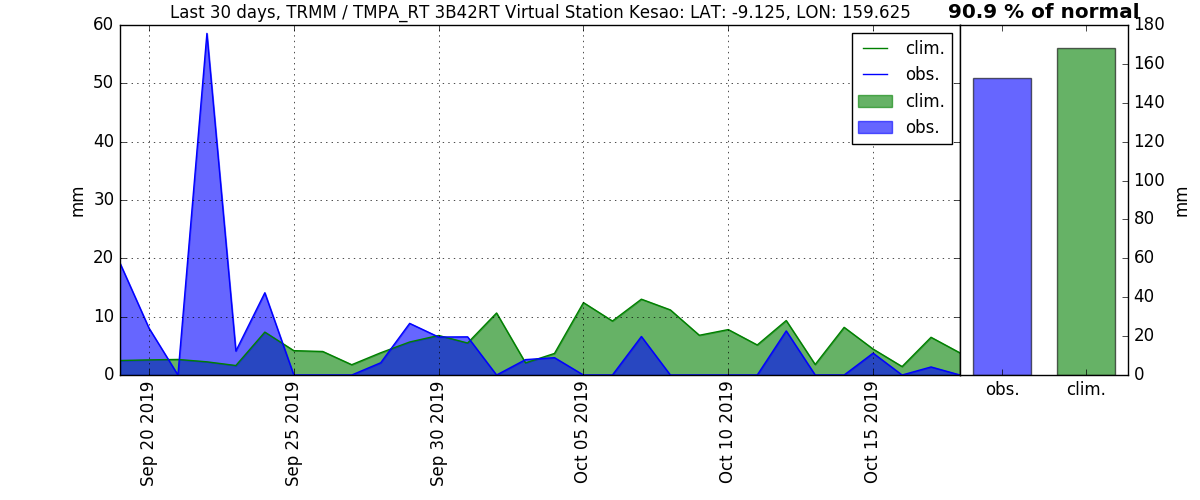 Last 30 days, TRMM / TMPA_RT 3B42RT Virtual Station Kesao: LAT: -9.125, LON: 159.625
90.9 % of normal
60
50
40
30
20
10
0
mm
clim.
obs.
clim.
obs.
Sep 20 2019
Sep 25 2019
Sep 30 2019
Oct 05 2019
Oct 10 2019
Oct 15 2019
180
160
140
120
100
80
60
40
20
0
mm
obs.
clim.